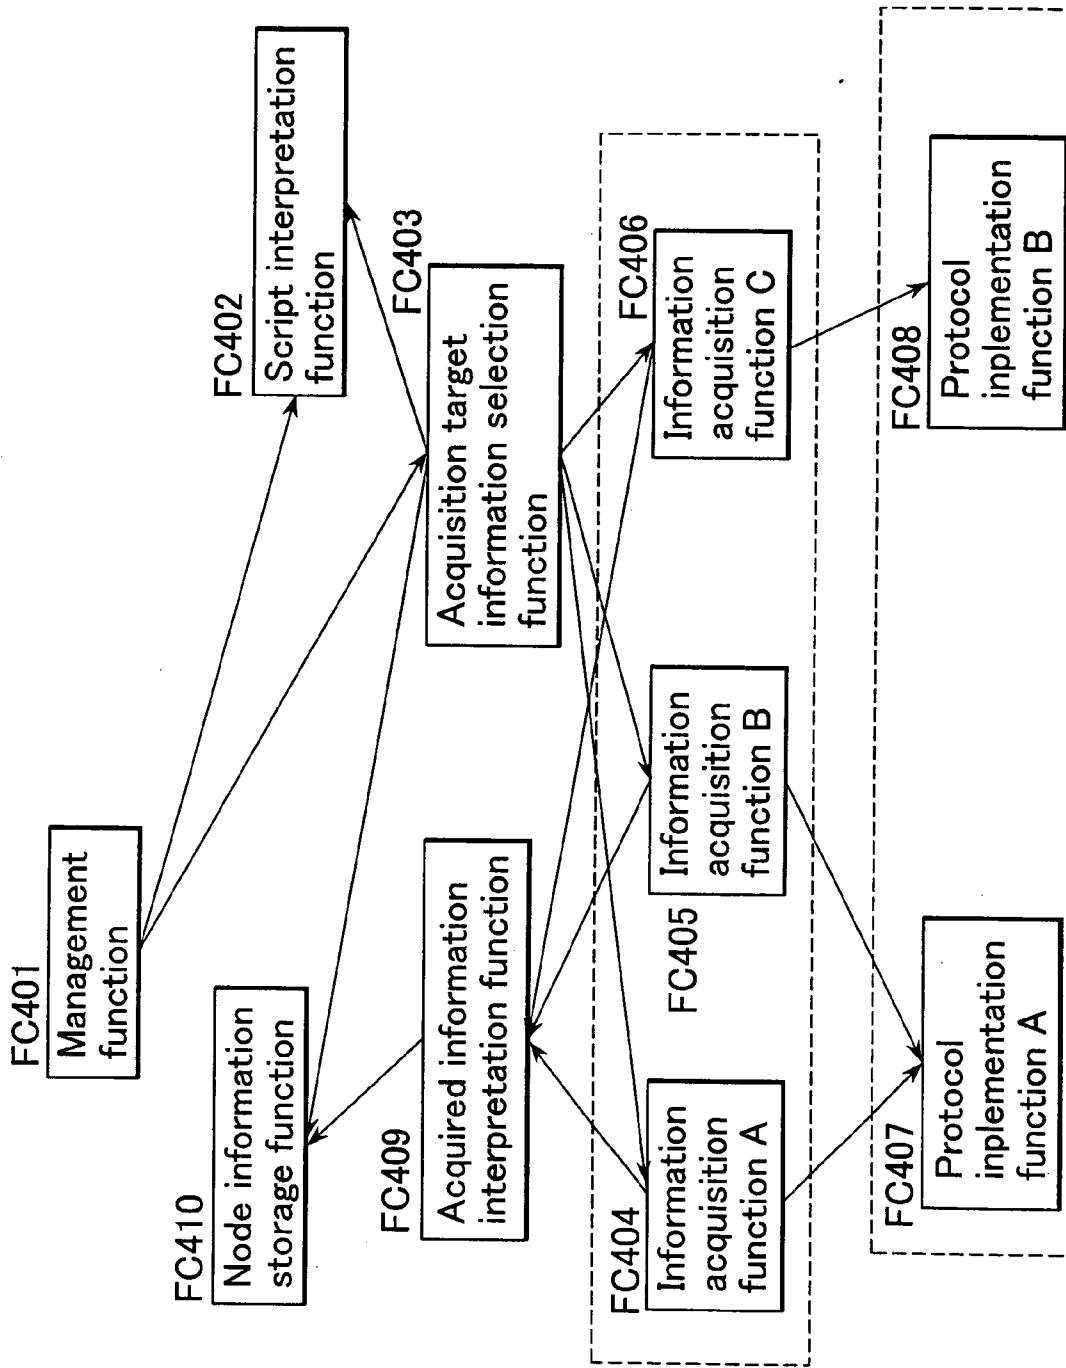 FC401
Management
function
FC402
Script interpretation
function
FC410
Node information
storage function
FC403
Acquisition target
information selection
function
FC409
Acquired information
interpretation function
FC404
Information
acquisition
function A
FC405
Information
acquisition
function B
FC406
Information
acquisition
function C
FC407
Protocol
inplementation
function A
FC408
Protocol
inplementation
function B